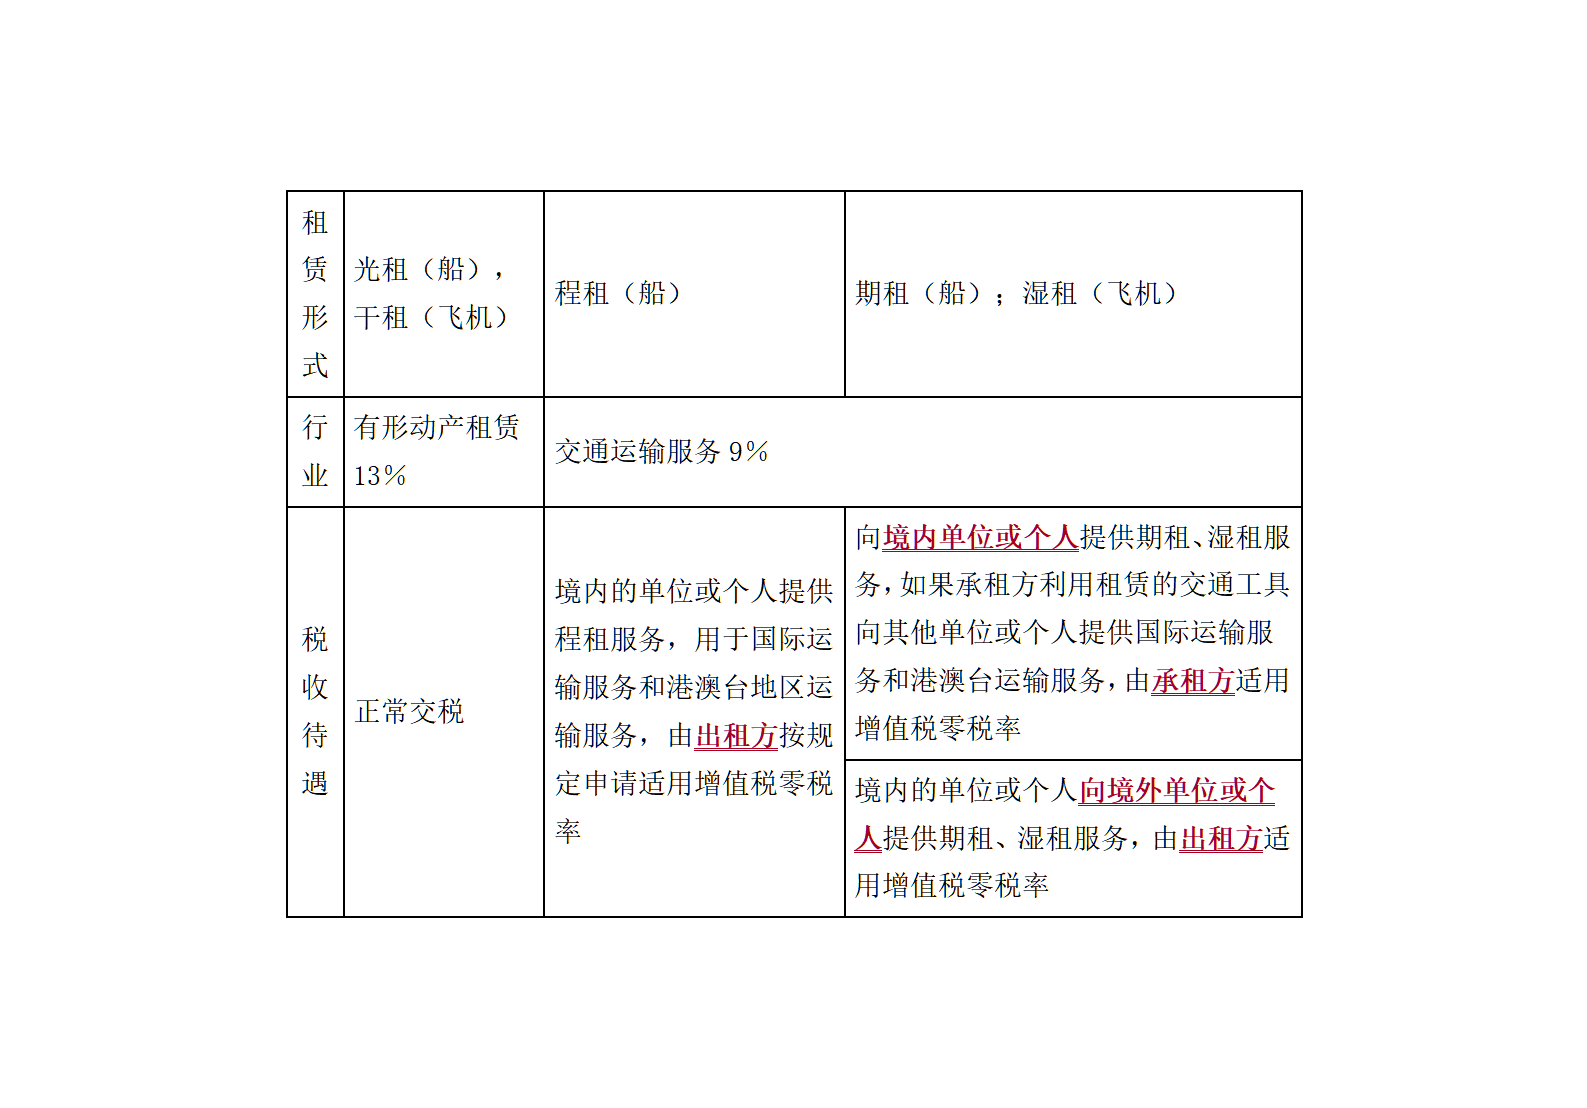 租
赁
形
式
光租（船），
干租（飞机）
程租（船）
期租（船）；湿租（飞机）
行
业
有形动产租赁
13%
交通运输服务 9%
税
收
待
遇
正常交税
境内的单位或个人提供
程租服务，用于国际运
输服务和港澳台地区运
输服务，由出租方按规
定申请适用增值税零税
率
向境内单位或个人提供期租、湿租服
务，如果承租方利用租赁的交通工具
向其他单位或个人提供国际运输服
务和港澳台运输服务，由承租方适用
增值税零税率
境内的单位或个人向境外单位或个
人提供期租、湿租服务，由出租方适
用增值税零税率